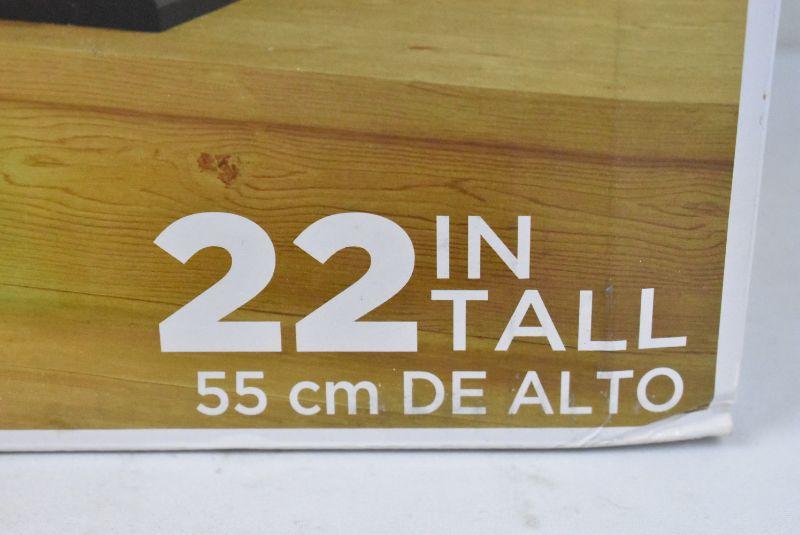 22 IN
TALL
55 cm DE ALTO